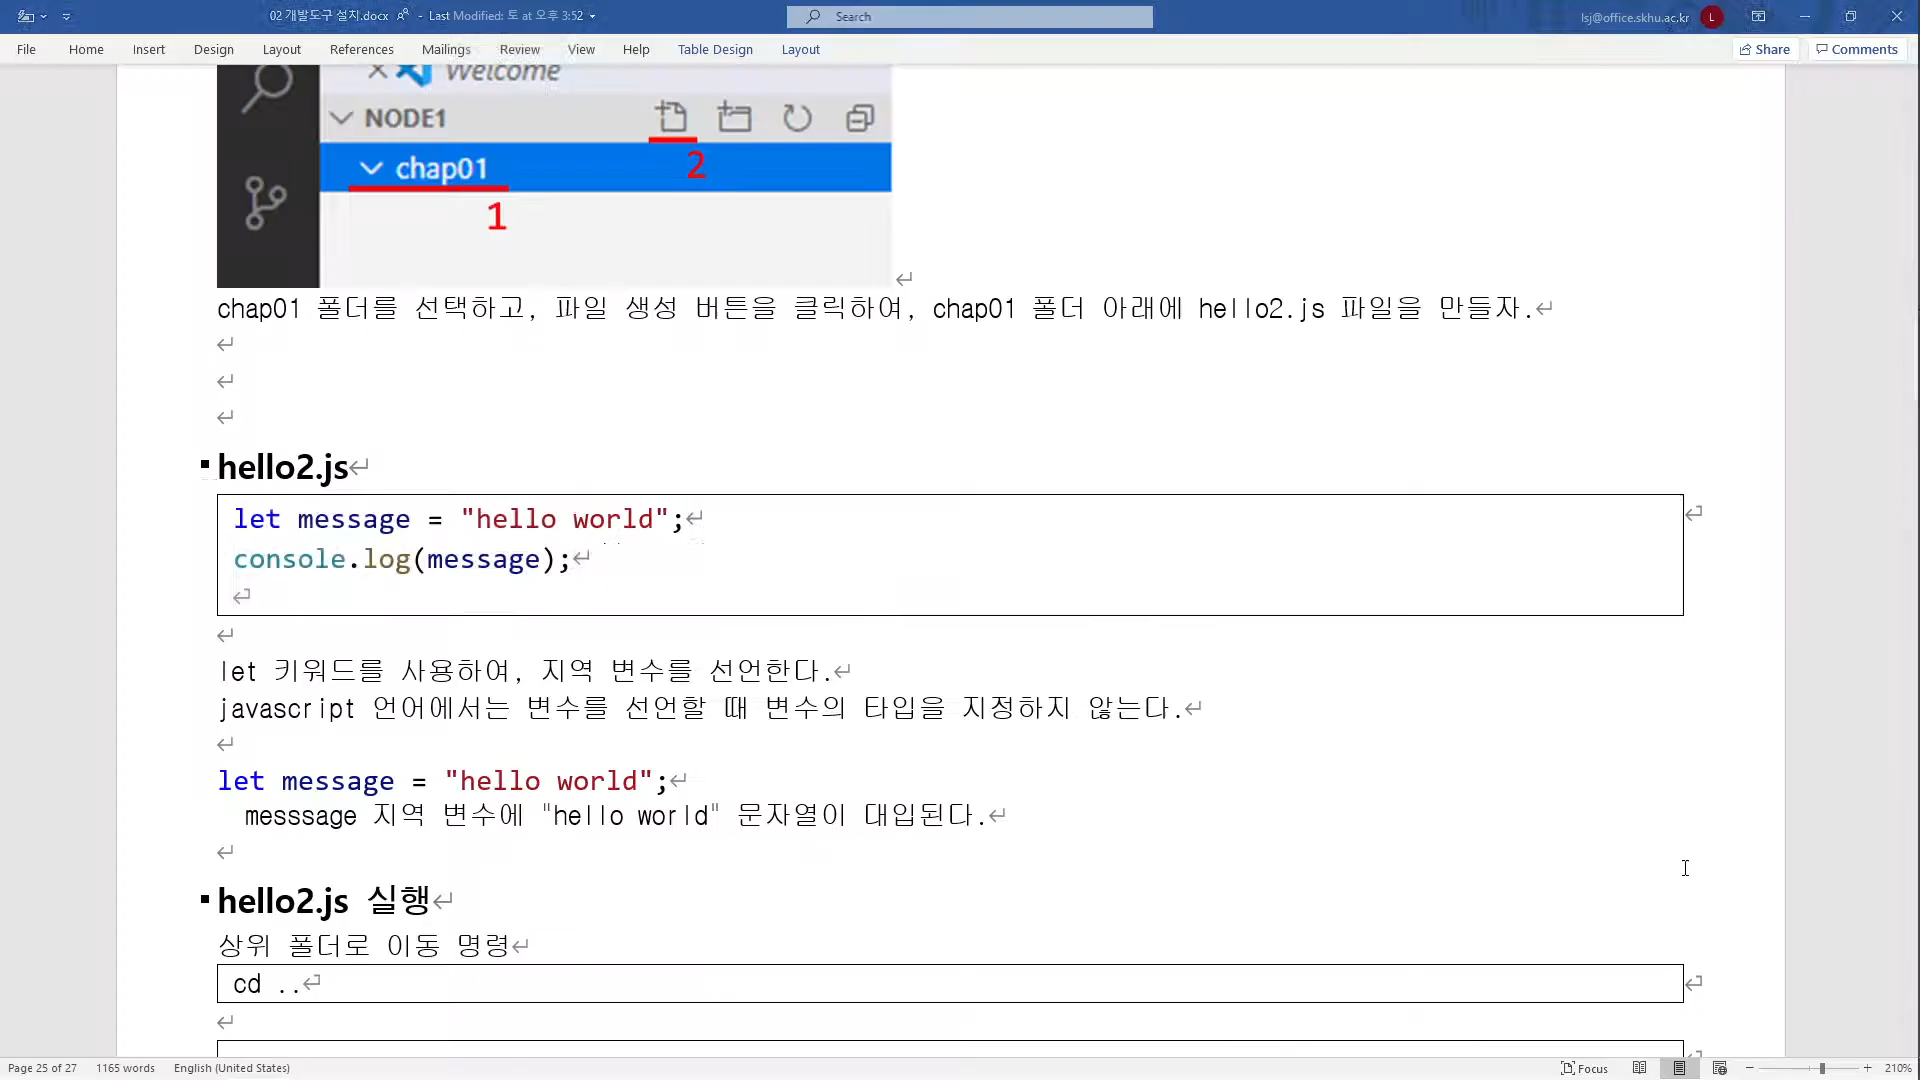 02 개발도구 설치.docx - Last Modified: 토 at 오후 3:52
Search
lsj@office.skhu.ac.kr L
File Home Insert Design Layout References Mailings Review View Help Table Design Layout Share Comments
Welcome
NODE1
chap01
2
1
chap01 폴더를 선택하고, 파일 생성 버튼을 클릭하여, chap01 폴더 아래에 hello2.js 파일을 만들자.
hello2.js
let message = "hello world";
console.log(message);
let 키워드를 사용하여, 지역 변수를 선언한다.
javascript 언어에서는 변수를 선언할 때 변수의 타입을 지정하지 않는다.
let message = "hello world";
messsage 지역 변수에 "hello world" 문자열이 대입된다.
hello2.js 실행
상위 폴더로 이동 명령
cd ..
Page 25 of 27 1165 words English (United States) Focus 210%